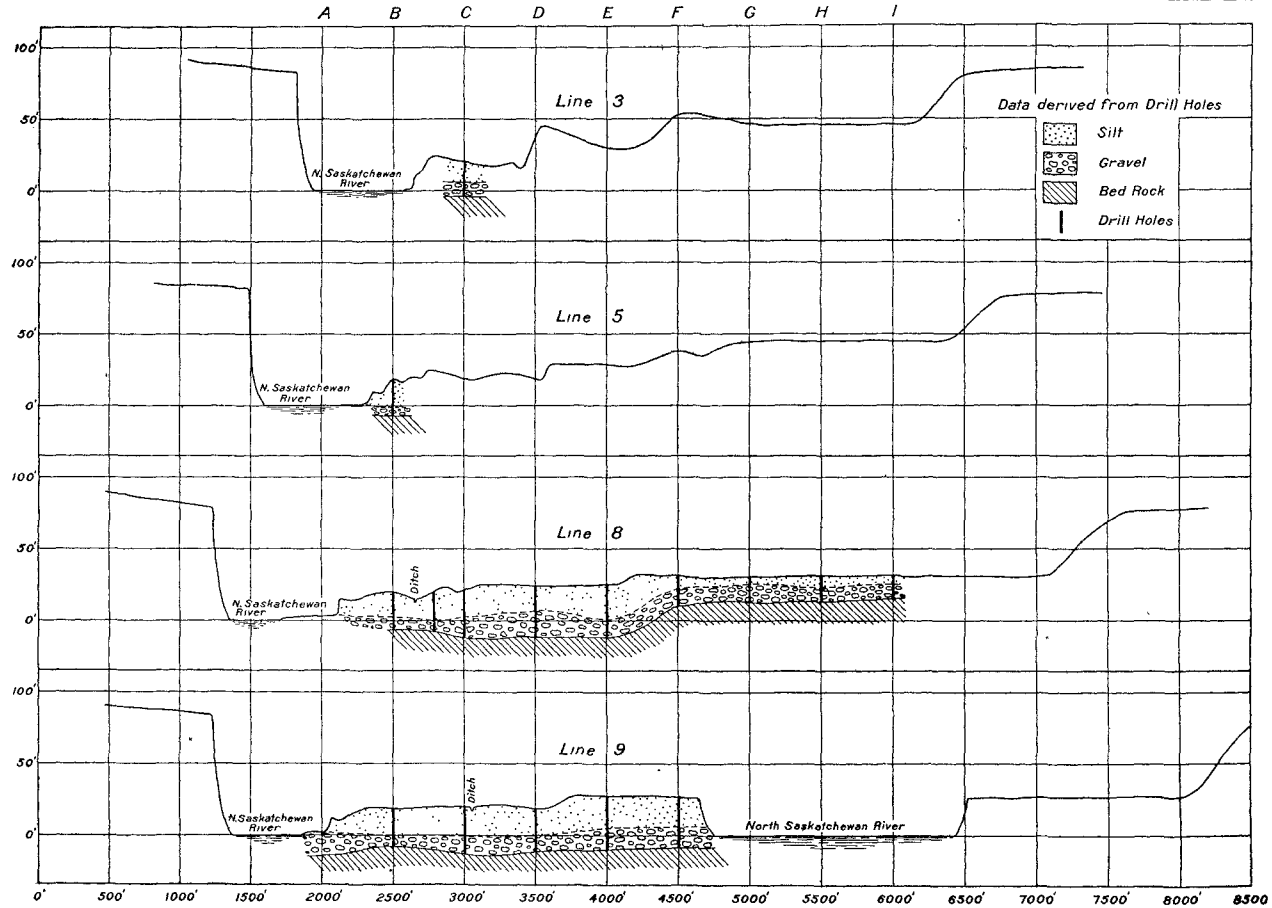 A B C D E F G H I
100'
Line 3
Data derived from Drill Holes
50'
Silt
Gravel
N. Saskatchewan
River
0'
Bed Rock
Drill Holes
100'
Line 5
50'
N. Saskatchewan
River
0'
100'
Line 8
50'
Ditch
N. Saskatchewan
River
0'
100'
Line 9
50'
Ditch
N. Saskatchewan
River
North Saskatchewan River
0'
0' 500' 1000' 1500' 2000' 2500' 3000' 3500' 4000' 4500' 5000' 5500' 6000' 6500' 7000' 7500' 8000' 8500